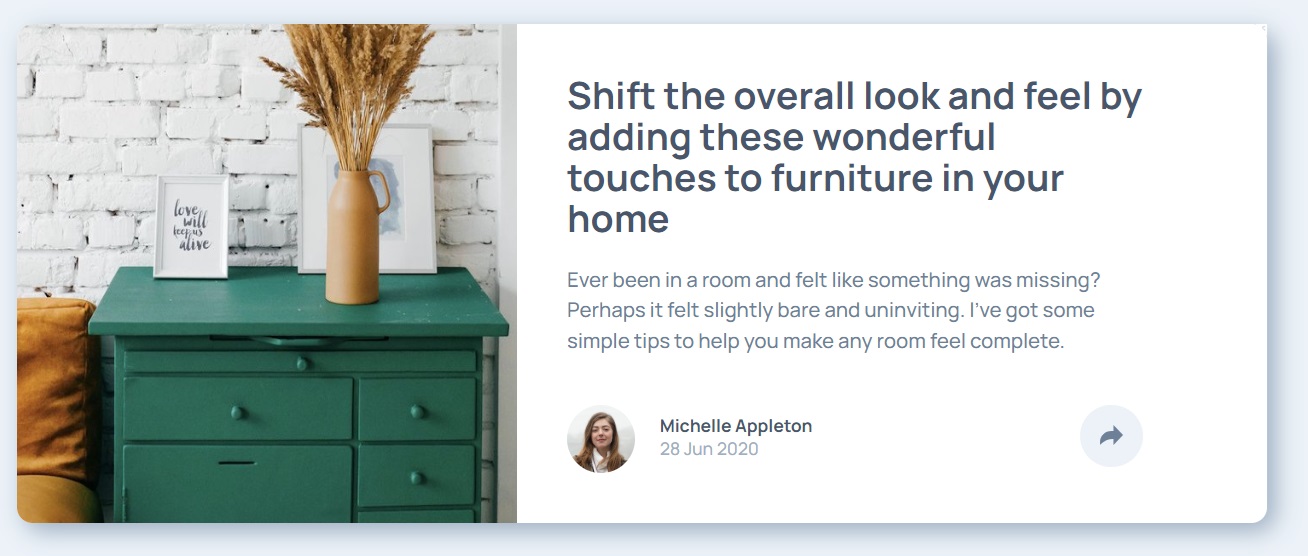 love
will
keep us
alive
Shift the overall look and feel by
adding these wonderful
touches to furniture in your
home
Ever been in a room and felt like something was missing?
Perhaps it felt slightly bare and uninviting. I've got some
simple tips to help you make any room feel complete.
Michelle Appleton
28 Jun 2020